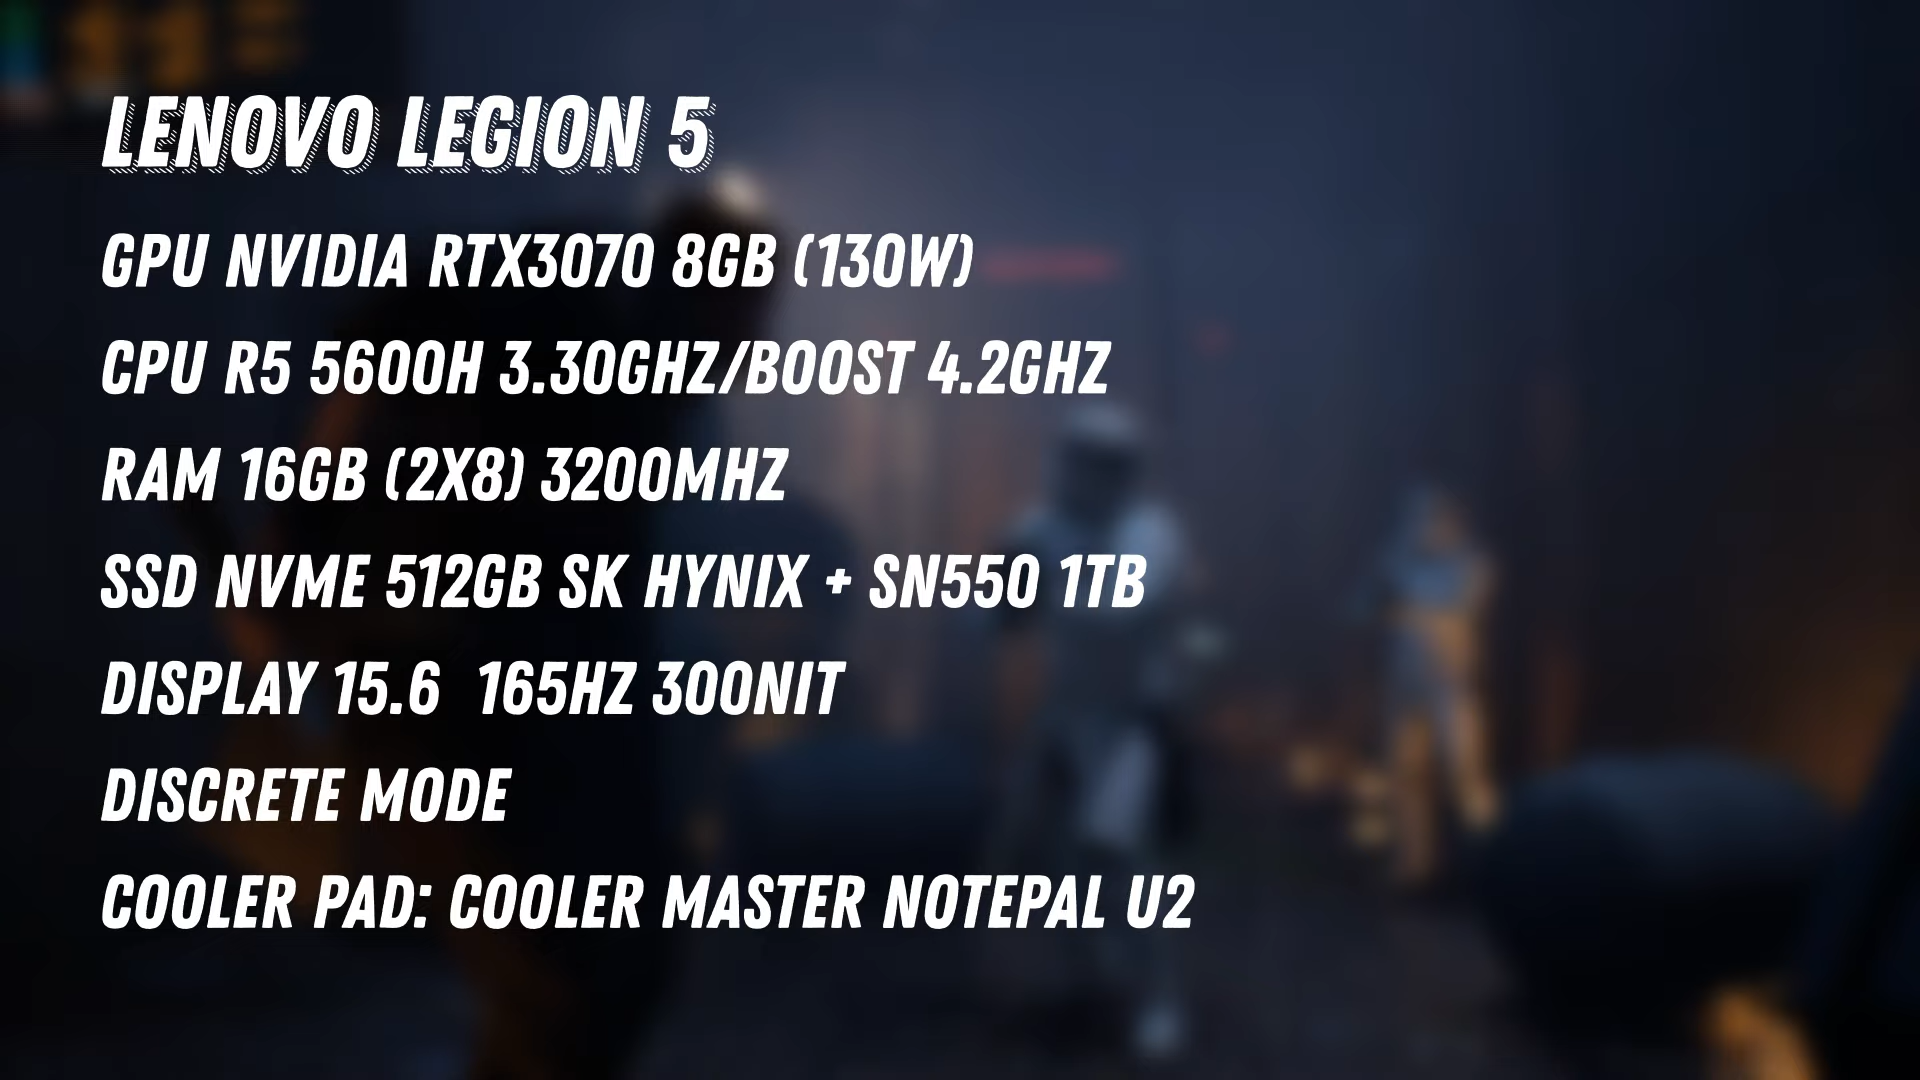 LENOVO LEGION 5
GPU NVIDIA RTX3070 8GB (130W)
CPU R5 5600H 3.30GHZ/BOOST 4.2GHZ
RAM 16GB (2X8) 3200MHZ
SSD NVME 512GB SK HYNIX + SN550 1TB
DISPLAY 15.6  165HZ 300NIT
DISCRETE MODE
COOLER PAD: COOLER MASTER NOTEPAL U2